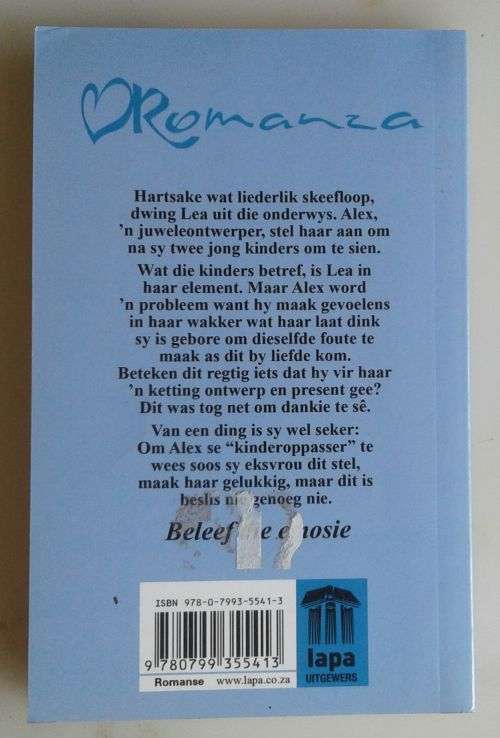 Romanza
Hartsake wat liederlik skeefloop,
dwing Lea uit die onderwys. Alex,
’n juweleontwerper, stel haar aan om
na sy twee jong kinders om te sien.
Wat die kinders betref, is Lea in
haar element. Maar Alex word
’n probleem want hy maak gevoelens
in haar wakker wat haar laat dink
sy is gebore om dieselfde foute te
maak as dit by liefde kom.
Beteken dit regtig iets dat hy vir haar
’n ketting ontwerp en present gee?
Dit was tog net om dankie te sê.
Van een ding is sy wel seker:
Om Alex se “kinderoppasser” te
wees soos sy eksvrou dit stel,
maak haar gelukkig, maar dit is
beslis genoeg nie.
Beleef
ISBN 978-0-7993-5541-3
9 780799 355413
Romanse www.lapa.co.za
lapa
UITGEWERS